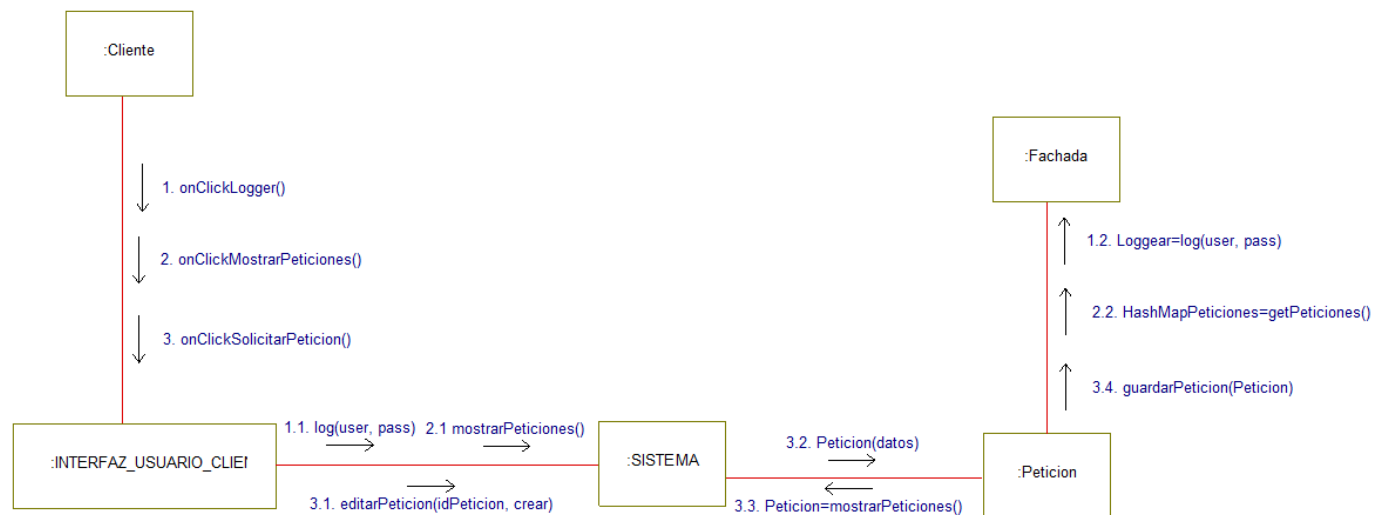 :Cliente
1. onClickLogger()
2. onClickMostrarPeticiones()
3. onClickSolicitarPeticion()
:Fachada
1.2. Loggear=log(user, pass)
2.2. HashMapPeticiones=getPeticiones()
3.4. guardarPeticion(Peticion)
:INTERFAZ_USUARIO_CLIEN
1.1. log(user, pass)
2.1 mostrarPeticiones()
3.1. editarPeticion(idPeticion, crear)
:SISTEMA
3.2. Peticion(datos)
3.3. Peticion=mostrarPeticiones()
:Peticion